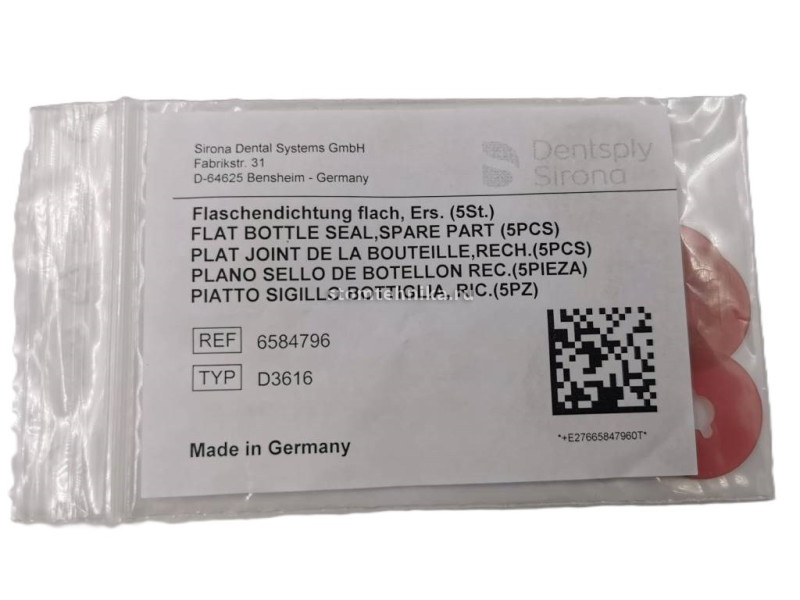 Sirona Dental Systems GmbH
Fabrikstr. 31
D-64625 Bensheim - Germany
Dentsply
Sirona
Flaschendichtung flach, Ers. (5St.)
FLAT BOTTLE SEAL,SPARE PART (5PCS)
PLAT JOINT DE LA BOUTEILLE,RECH.(5PCS)
PLANO SELLO DE BOTELLON REC.(5PIEZA)
PIATTO SIGILLO BOTTIGLIA, RIC.(5PZ)
stomtehnika.ru
REF 6584796
TYP D3616
*+E27665847960T*
Made in Germany